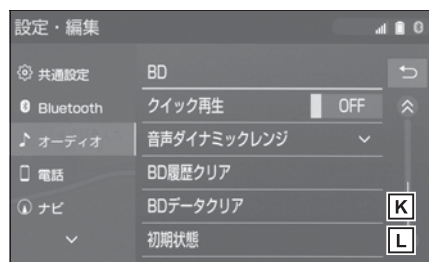 設定・編集
共通設定
Bluetooth
オーディオ
電話
ナビ
BD
クイック再生 OFF
音声ダイナミックレンジ
BD履歴クリア
BDデータクリア K
初期状態 L